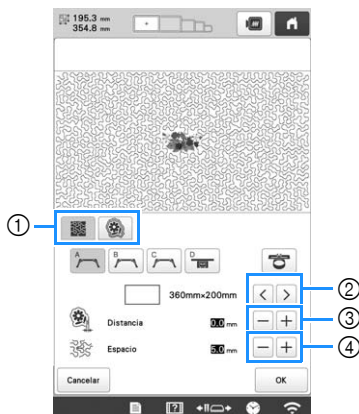 195.3 mm
354.8 mm
①
A B C D
360mm×200mm
②
Distancia 0.0 mm
③
Espacio 5.0 mm
④
Cancelar OK